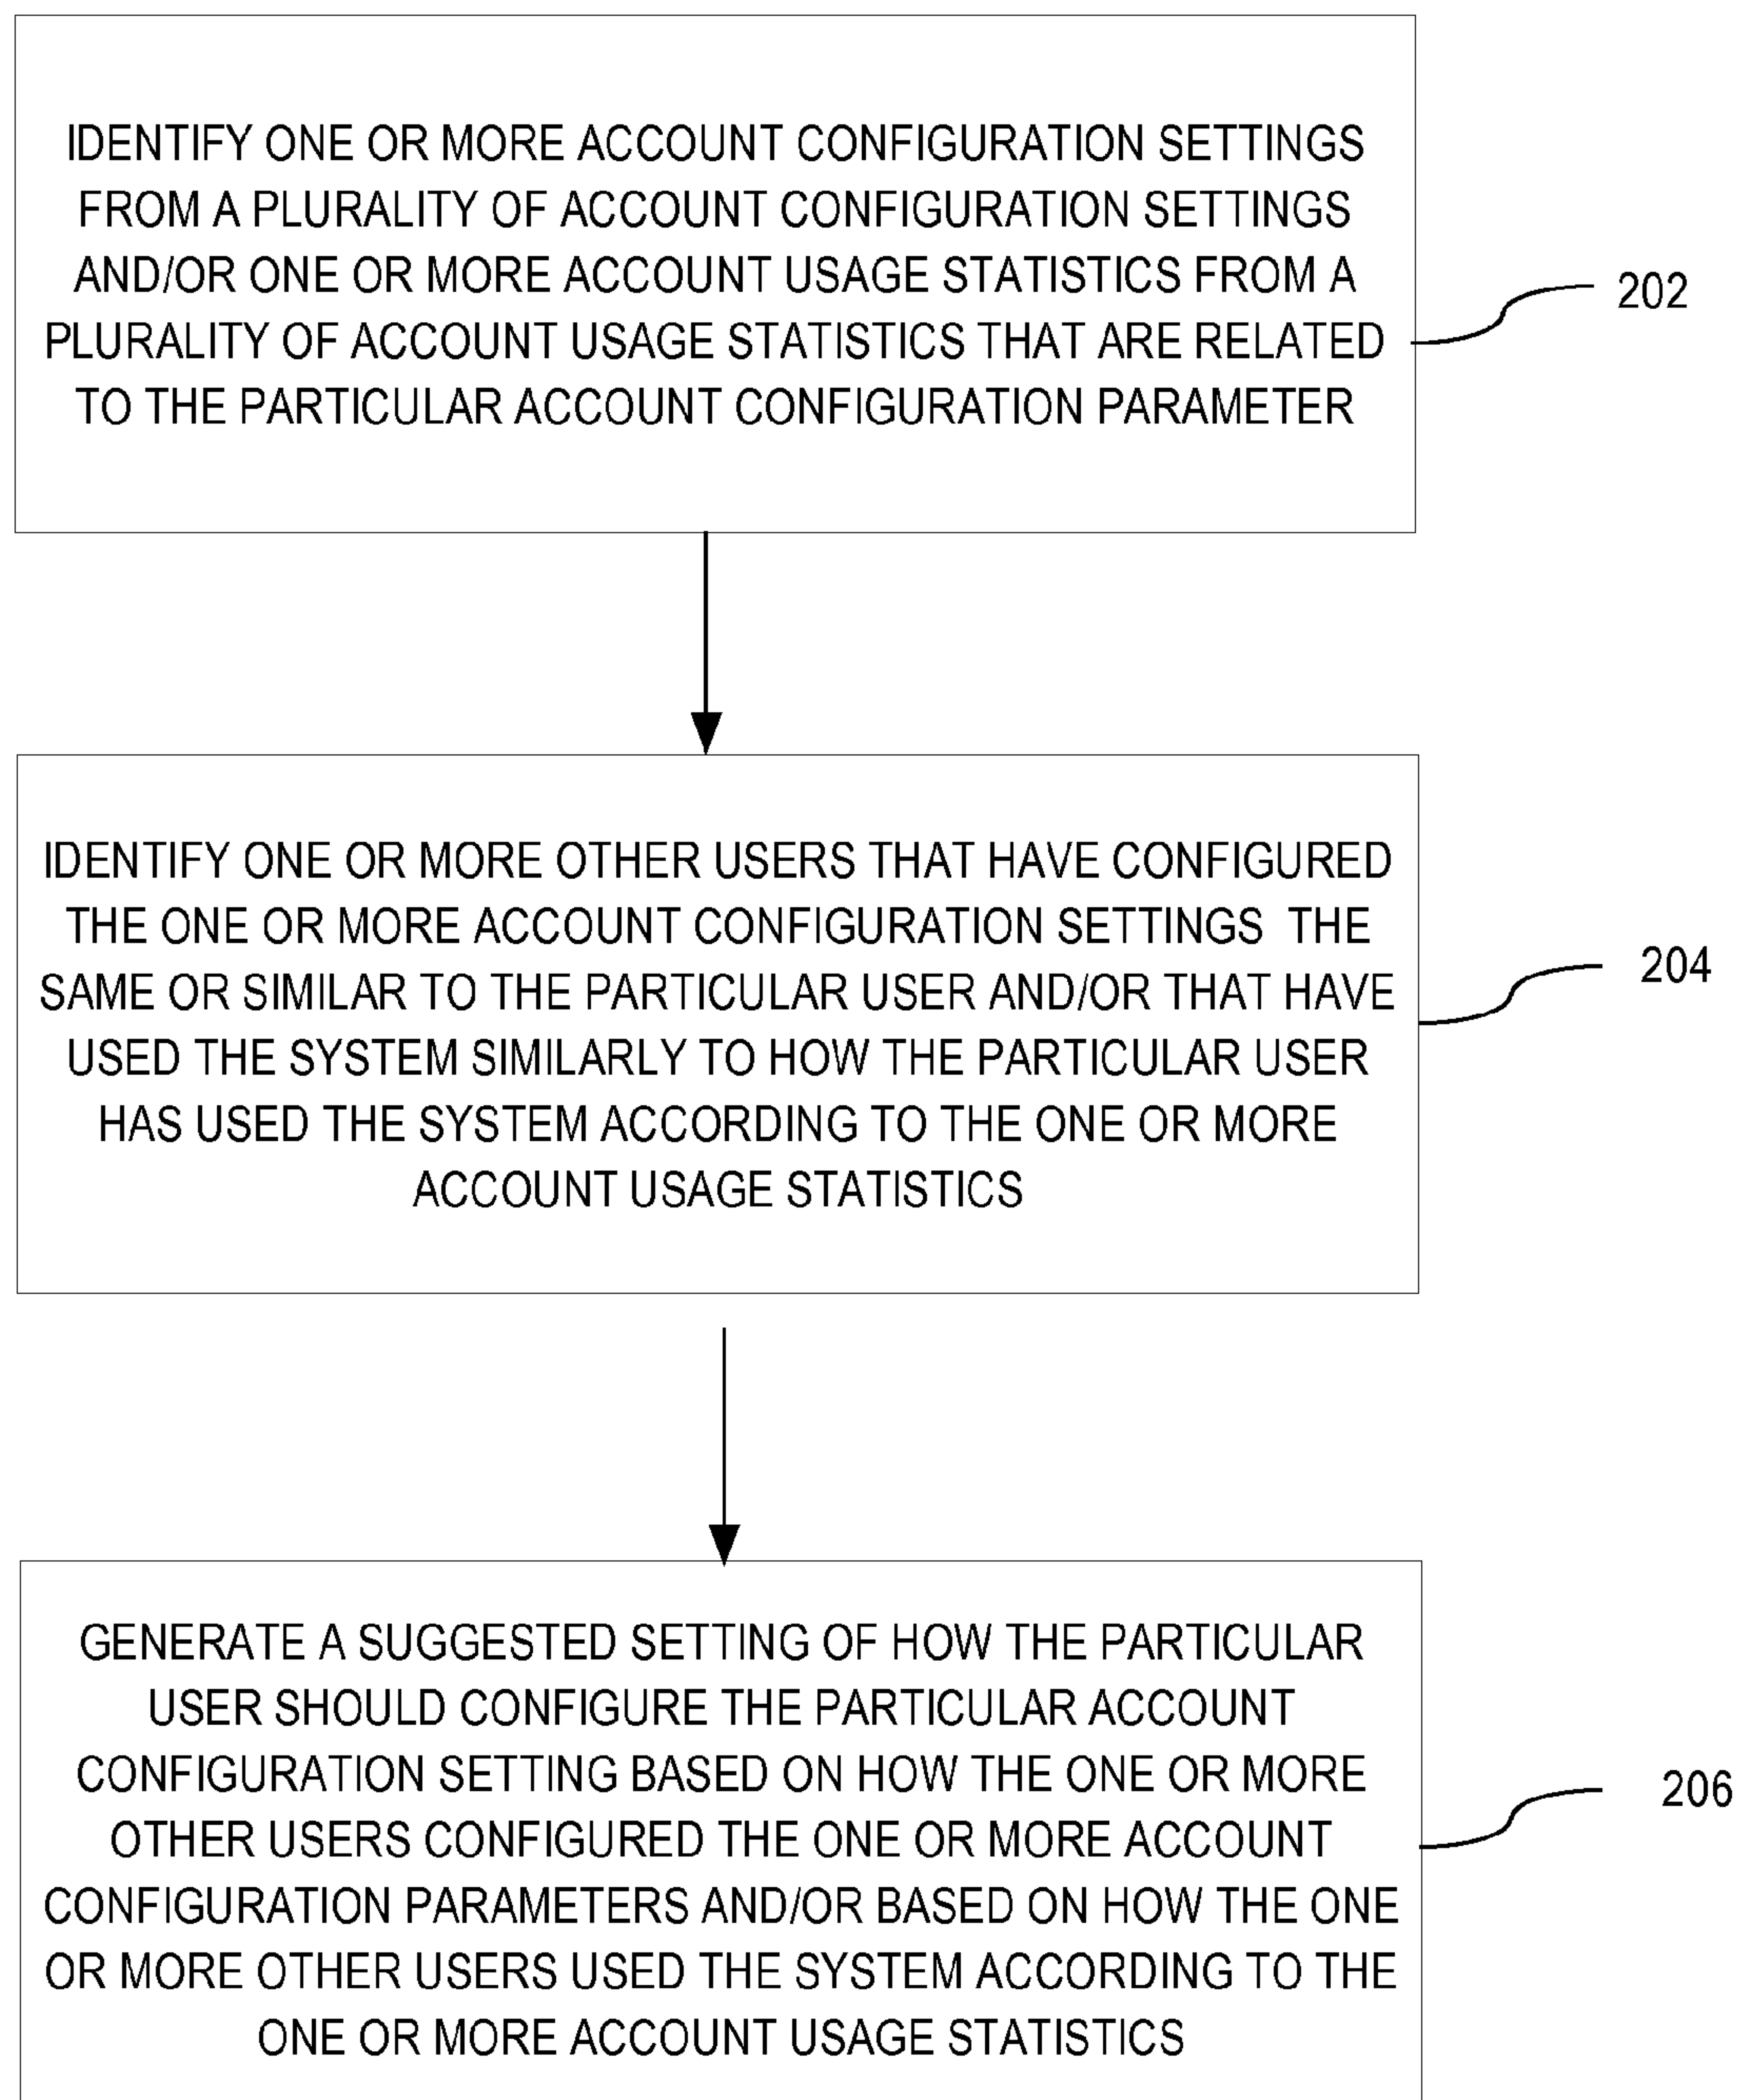 IDENTIFY ONE OR MORE ACCOUNT CONFIGURATION SETTINGS
FROM A PLURALITY OF ACCOUNT CONFIGURATION SETTINGS
AND/OR ONE OR MORE ACCOUNT USAGE STATISTICS FROM A
PLURALITY OF ACCOUNT USAGE STATISTICS THAT ARE RELATED
TO THE PARTICULAR ACCOUNT CONFIGURATION PARAMETER
202
IDENTIFY ONE OR MORE OTHER USERS THAT HAVE CONFIGURED
THE ONE OR MORE ACCOUNT CONFIGURATION SETTINGS THE
SAME OR SIMILAR TO THE PARTICULAR USER AND/OR THAT HAVE
USED THE SYSTEM SIMILARLY TO HOW THE PARTICULAR USER
HAS USED THE SYSTEM ACCORDING TO THE ONE OR MORE
ACCOUNT USAGE STATISTICS
204
GENERATE A SUGGESTED SETTING OF HOW THE PARTICULAR
USER SHOULD CONFIGURE THE PARTICULAR ACCOUNT
CONFIGURATION SETTING BASED ON HOW THE ONE OR MORE
OTHER USERS CONFIGURED THE ONE OR MORE ACCOUNT
CONFIGURATION PARAMETERS AND/OR BASED ON HOW THE ONE
OR MORE OTHER USERS USED THE SYSTEM ACCORDING TO THE
ONE OR MORE ACCOUNT USAGE STATISTICS
206